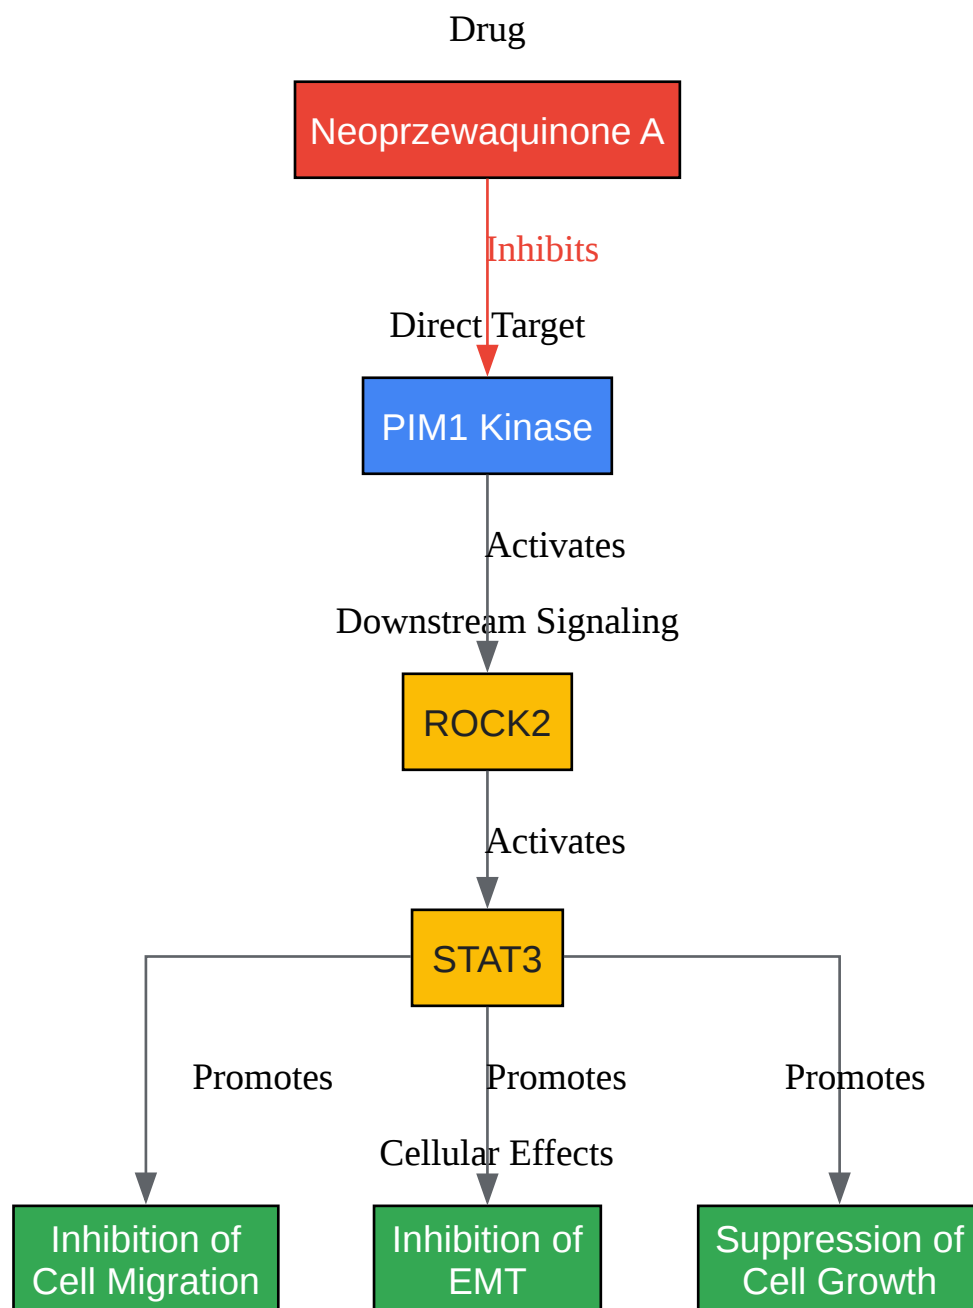 Drug
Neoprzewaquinone A
Inhibits
Direct Target
PIM1 Kinase
Activates
Downstream Signaling
ROCK2
Activates
STAT3
Promotes
Promotes
Promotes
Cellular Effects
Inhibition of
Cell Migration
Inhibition of
EMT
Suppression of
Cell Growth